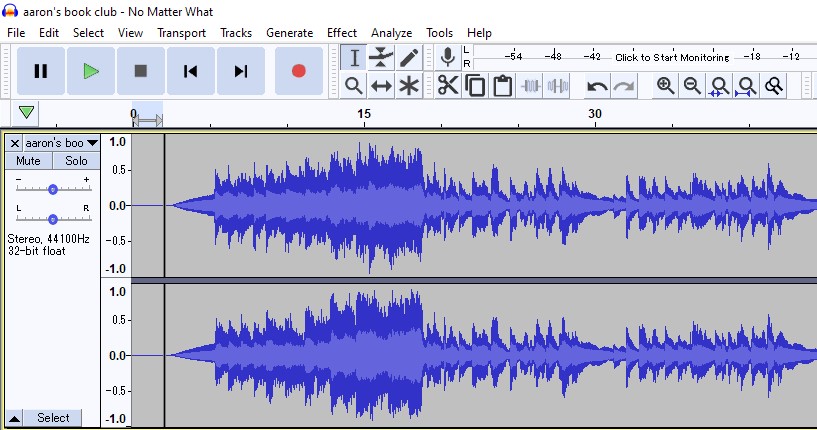 aaron's book club - No Matter What
File Edit Select View Transport Tracks Generate Effect Analyze Tools Help
L
R
-54 -48 -42 Click to Start Monitoring -18 -12
0 15 30
aaron's boo
Mute Solo
- +
L R
Stereo, 44100Hz
32-bit float
Select
1.0
0.5
0.0
-0.5
-1.0
1.0
0.5
0.0
-0.5
-1.0